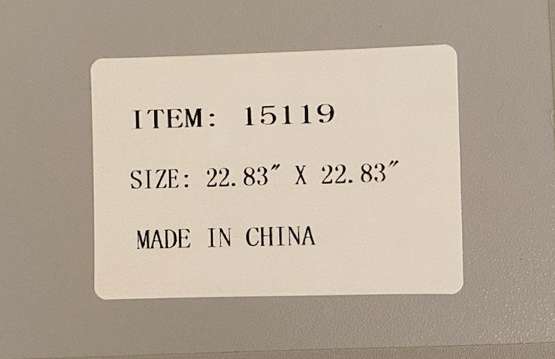 ITEM: 15119
SIZE: 22.83″ X 22.83″
MADE IN CHINA